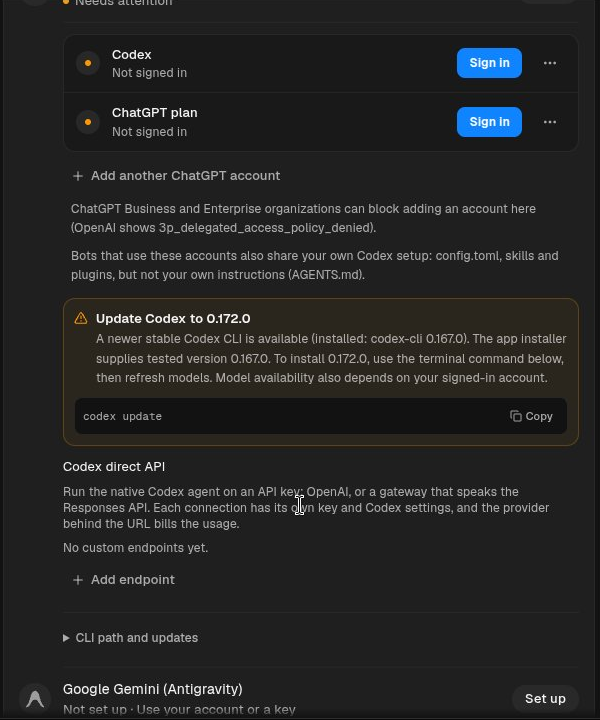 Needs attention
Codex
Not signed in
Sign in
ChatGPT plan
Not signed in
Sign in
Add another ChatGPT account
ChatGPT Business and Enterprise organizations can block adding an account here
(OpenAI shows 3p_delegated_access_policy_denied).
Bots that use these accounts also share your own Codex setup: config.toml, skills and
plugins, but not your own instructions (AGENTS.md).
Update Codex to 0.172.0
A newer stable Codex CLI is available (installed: codex-cli 0.167.0). The app installer
supplies tested version 0.167.0. To install 0.172.0, use the terminal command below,
then refresh models. Model availability also depends on your signed-in account.
codex update
Copy
Codex direct API
Run the native Codex agent on an API key: OpenAI, or a gateway that speaks the
Responses API. Each connection has its own key and Codex settings, and the provider
behind the URL bills the usage.
No custom endpoints yet.
Add endpoint
CLI path and updates
Google Gemini (Antigravity)
Not set up · Use your account or a key
Set up